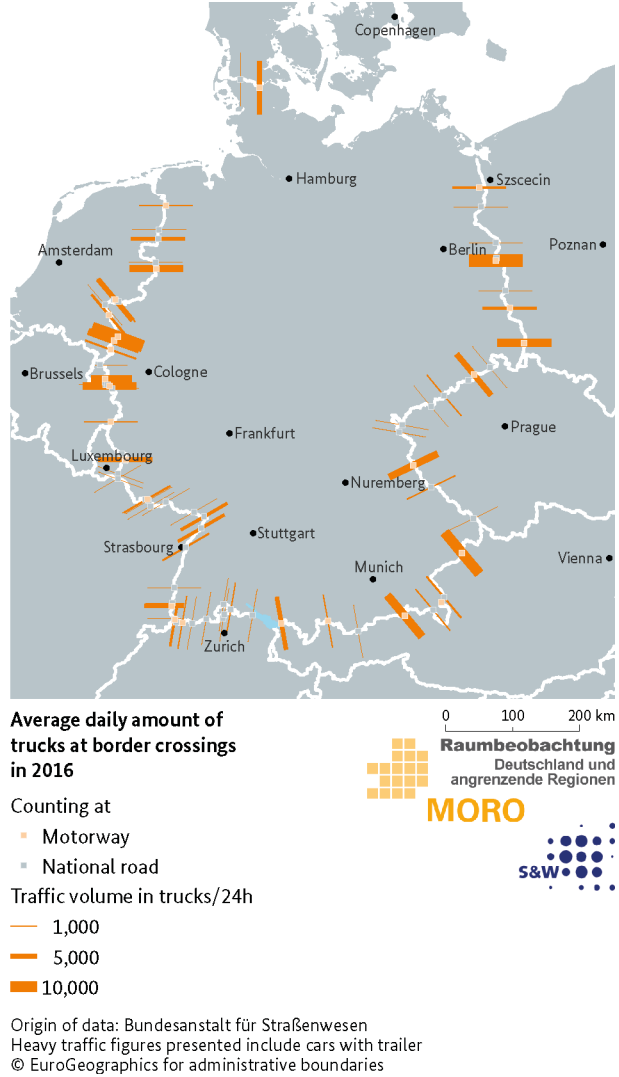 Copenhagen
Hamburg
Szscecin
Amsterdam
Berlin
Poznan
Brussels
Cologne
Frankfurt
Prague
Luxembourg
Nuremberg
Stuttgart
Strasbourg
Munich
Vienna
Zurich
Average daily amount of
trucks at border crossings
in 2016
0 100 200 km
Raumbeobachtung
Deutschland und
angrenzende Regionen
MORO
S&W
Counting at
Motorway
National road
Traffic volume in trucks/24h
1,000
5,000
10,000
Origin of data: Bundesanstalt für Straßenwesen
Heavy traffic figures presented include cars with trailer
© EuroGeographics for administrative boundaries